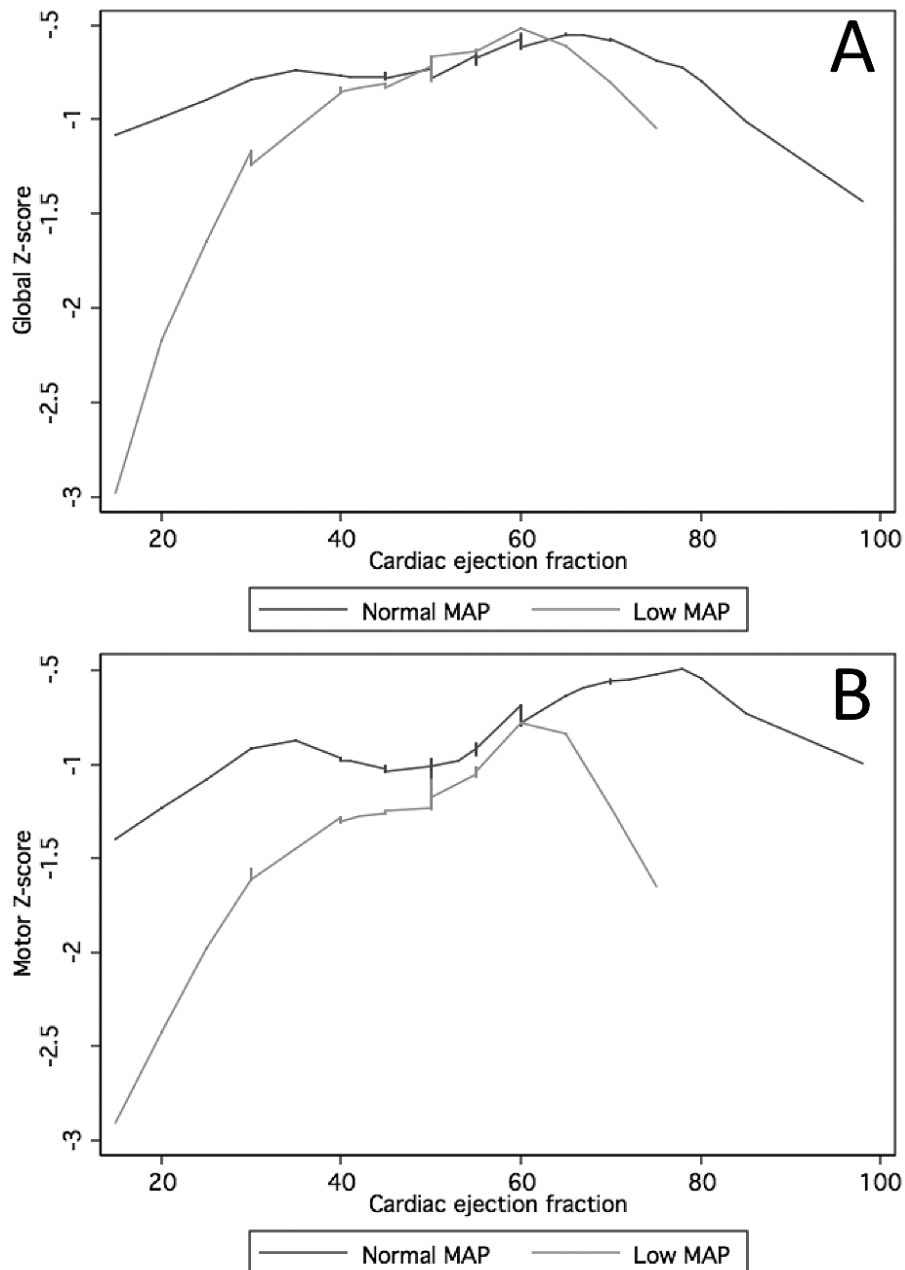 A
Global Z-score
-.5
-1
-1.5
-2
-2.5
-3
20 40 60 80 100
Cardiac ejection fraction
Normal MAP Low MAP
B
Motor Z-score
-.5
-1
-1.5
-2
-2.5
-3
20 40 60 80 100
Cardiac ejection fraction
Normal MAP Low MAP